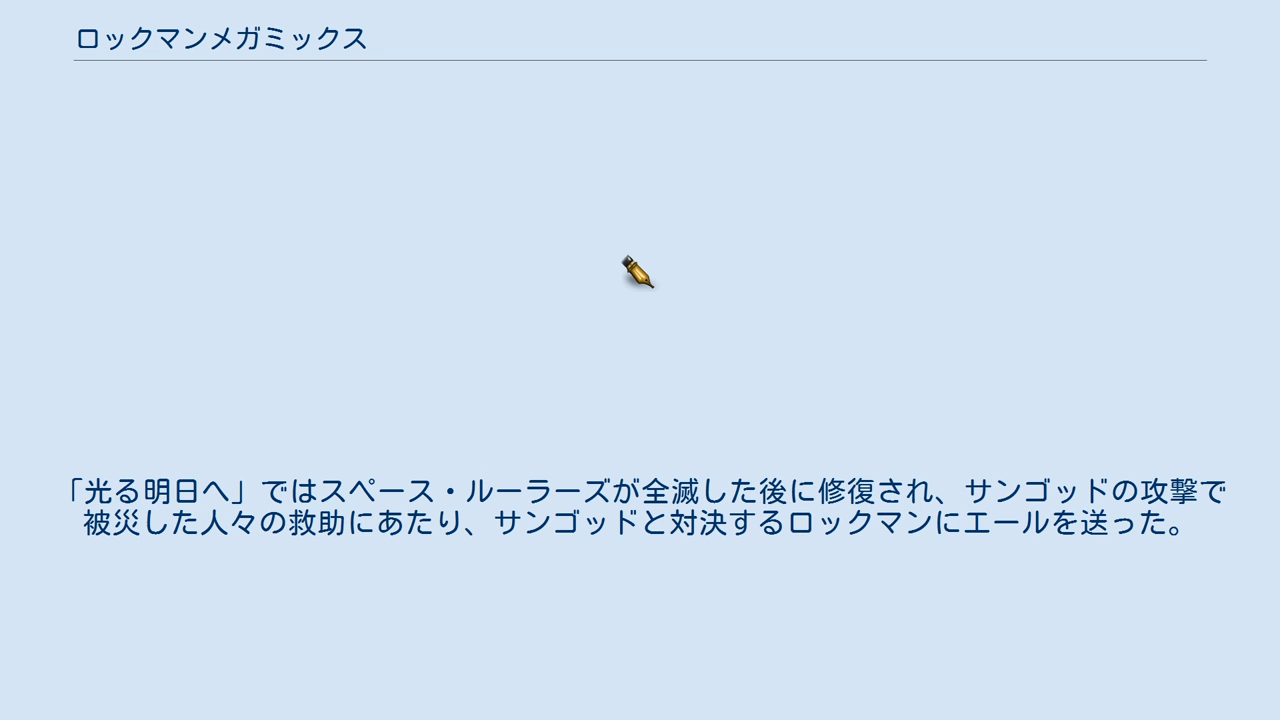 ロックマンメガミックス
「光る明日へ」ではスペース・ルーラーズが全滅した後に修復され、サンゴッドの攻撃で
被災した人々の救助にあたり、サンゴッドと対決するロックマンにエールを送った。